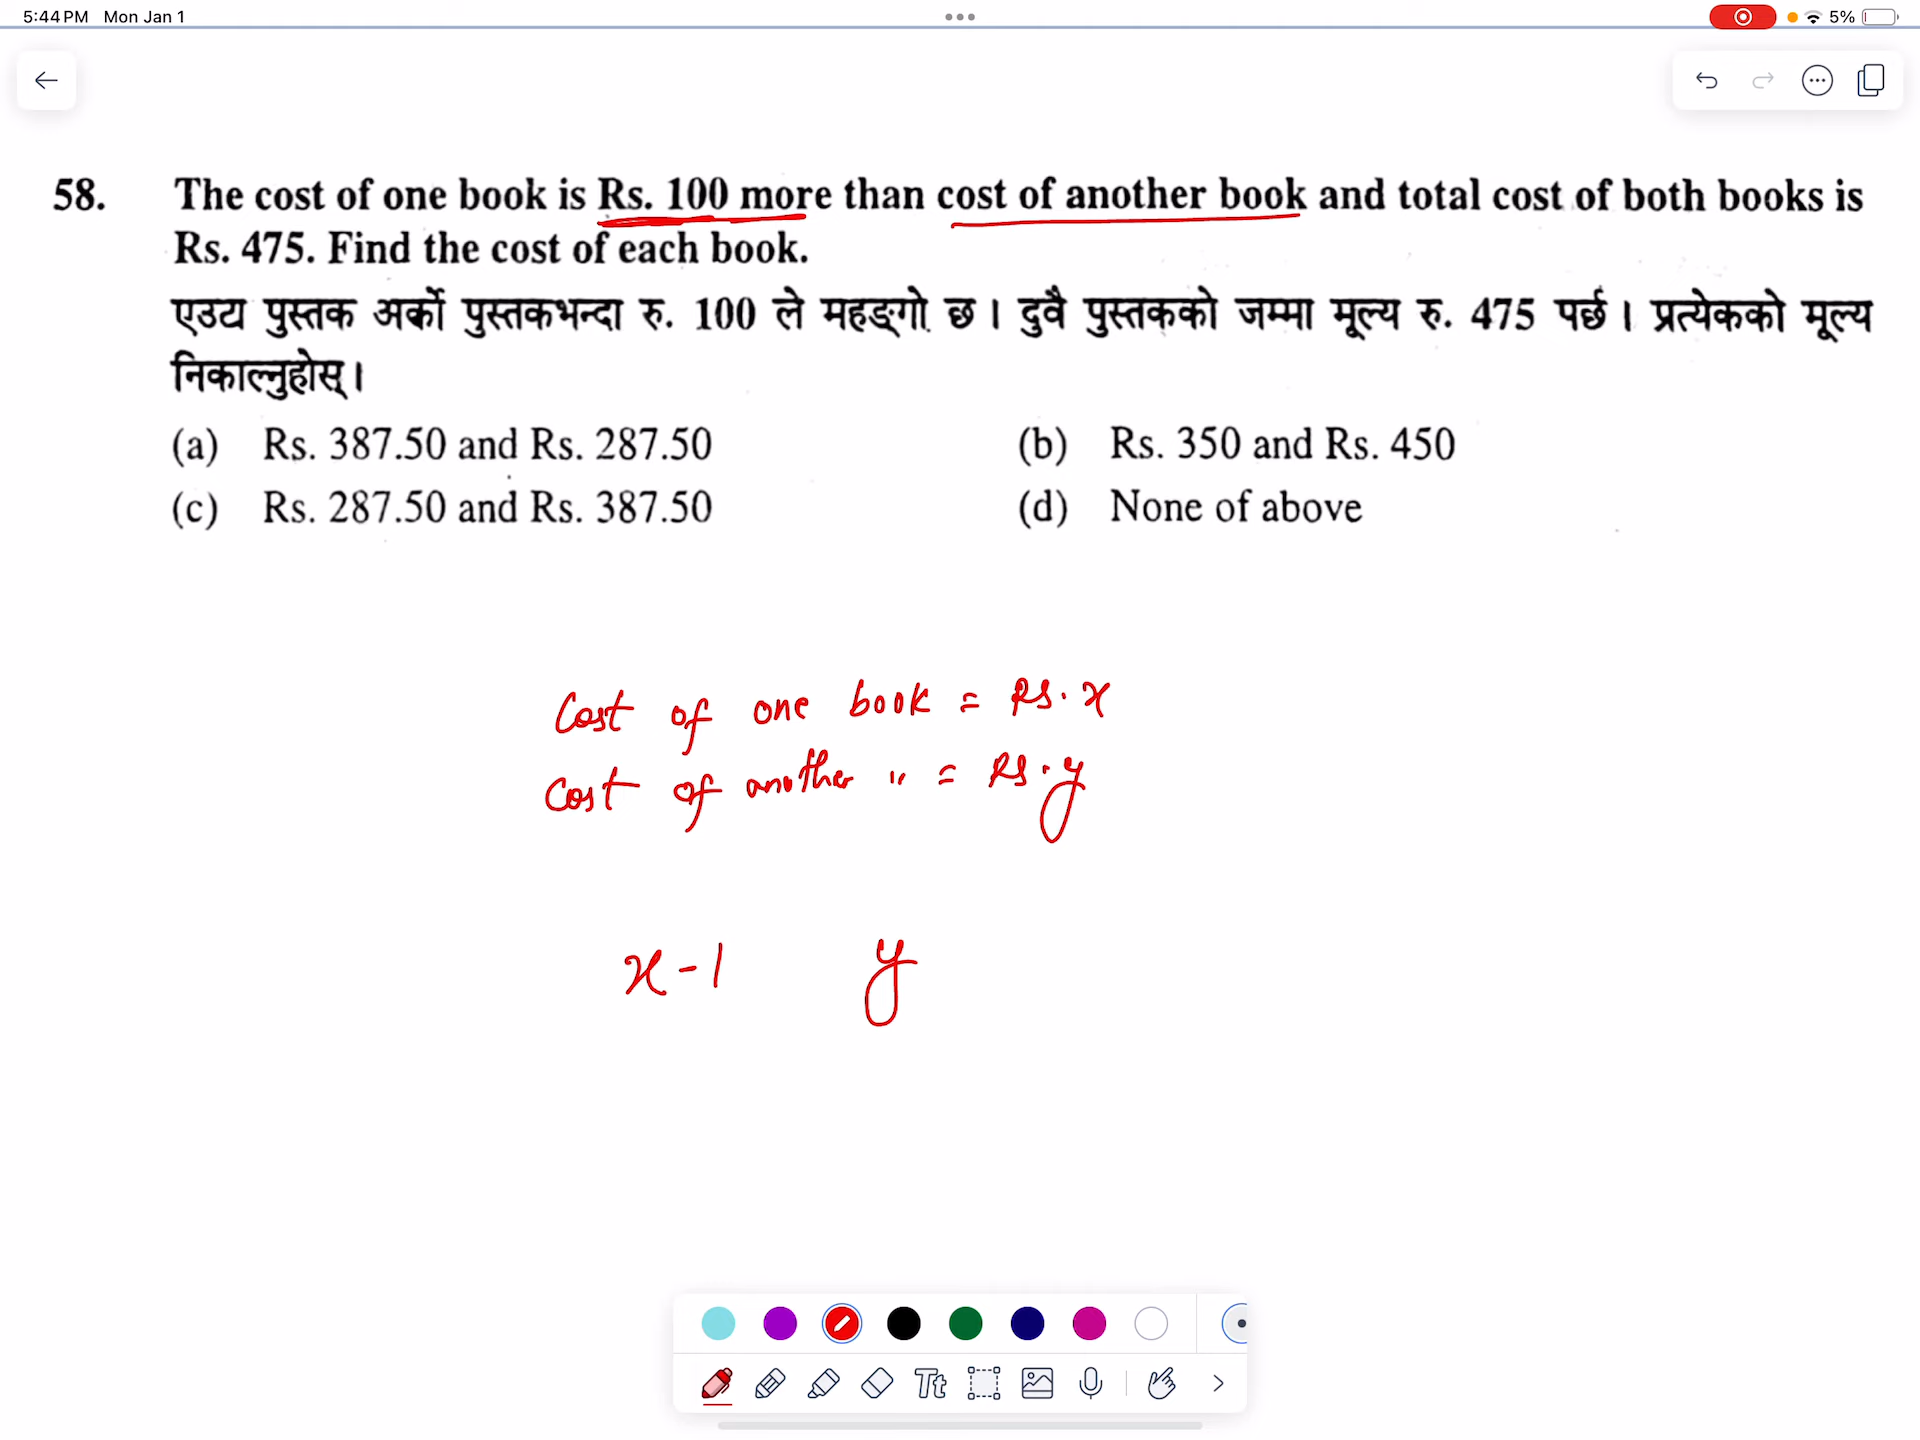 5:44 PM Mon Jan 1
5%
58. The cost of one book is Rs. 100 more than cost of another book and total cost of both books is
Rs. 475. Find the cost of each book.
एउटा पुस्तक अर्को पुस्तकभन्दा रु. 100 ले महङ्गो छ । दुवै पुस्तकको जम्मा मूल्य रु. 475 पर्छ । प्रत्येकको मूल्य
निकाल्नुहोस् ।
(a) Rs. 387.50 and Rs. 287.50 (b) Rs. 350 and Rs. 450
(c) Rs. 287.50 and Rs. 387.50 (d) None of above
Cost of one book = Rs. x
Cost of another " = Rs. y
x - 1 y
Tt